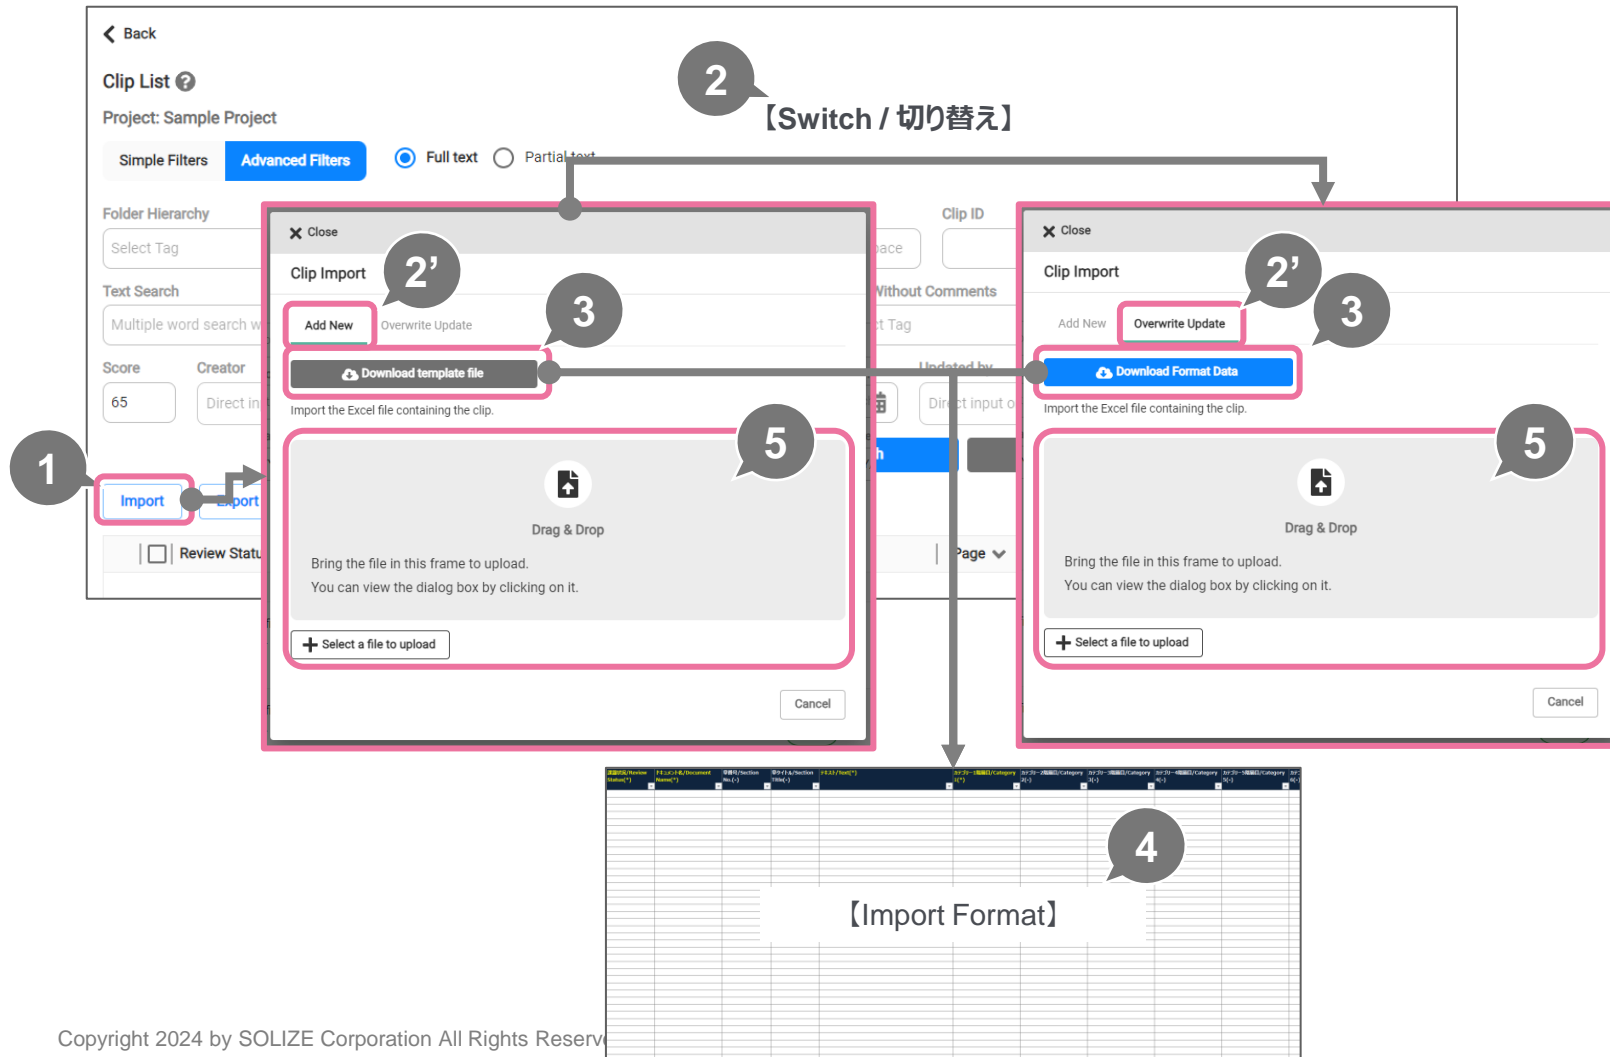 Back
Clip List ?
Project: Sample Project
2
【Switch / 切り替え】
Simple Filters Advanced Filters Full text Partial text
Folder Hierarchy Clip ID
Select Tag
Text Search Without Comments
Multiple word search w
Score Creator Updated by
65 Direct in Direct input o
1
Import Export
Review Statu Page
Close
Clip Import
2’
3
Add New Overwrite Update
Download template file
Import the Excel file containing the clip.
5
Drag & Drop
Bring the file in this frame to upload.
You can view the dialog box by clicking on it.
Select a file to upload
Cancel
Close
Clip Import
2’
3
Add New Overwrite Update
Download Format Data
Import the Excel file containing the clip.
5
Drag & Drop
Bring the file in this frame to upload.
You can view the dialog box by clicking on it.
Select a file to upload
Cancel
4
【Import Format】
Copyright 2024 by SOLIZE Corporation All Rights Reserv